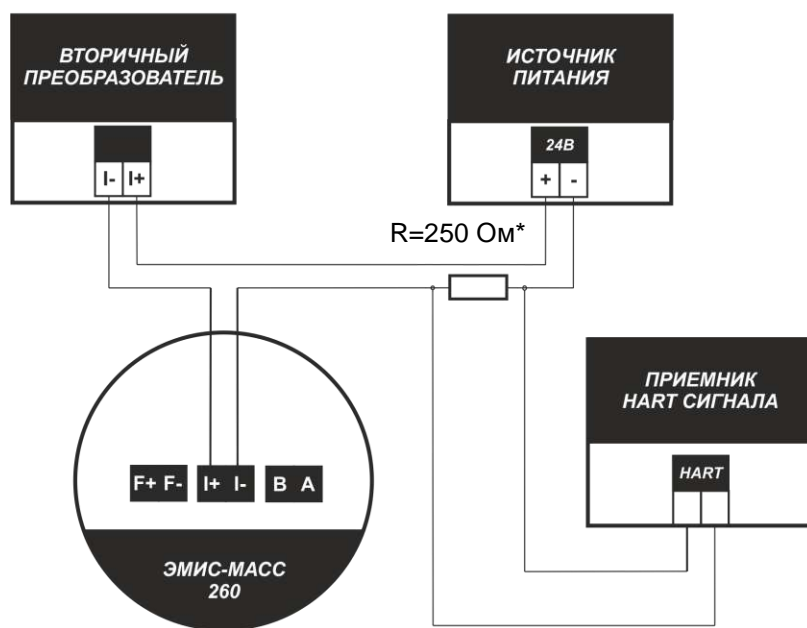 ВТОРИЧНЫЙ
ПРЕОБРАЗОВАТЕЛЬ
I- I+
ИСТОЧНИК
ПИТАНИЯ
24В
+ -
R=250 Ом*
ПРИЕМНИК
HART СИГНАЛА
HART
F+ F- I+ I- B A
ЭМИС-МАСС
260